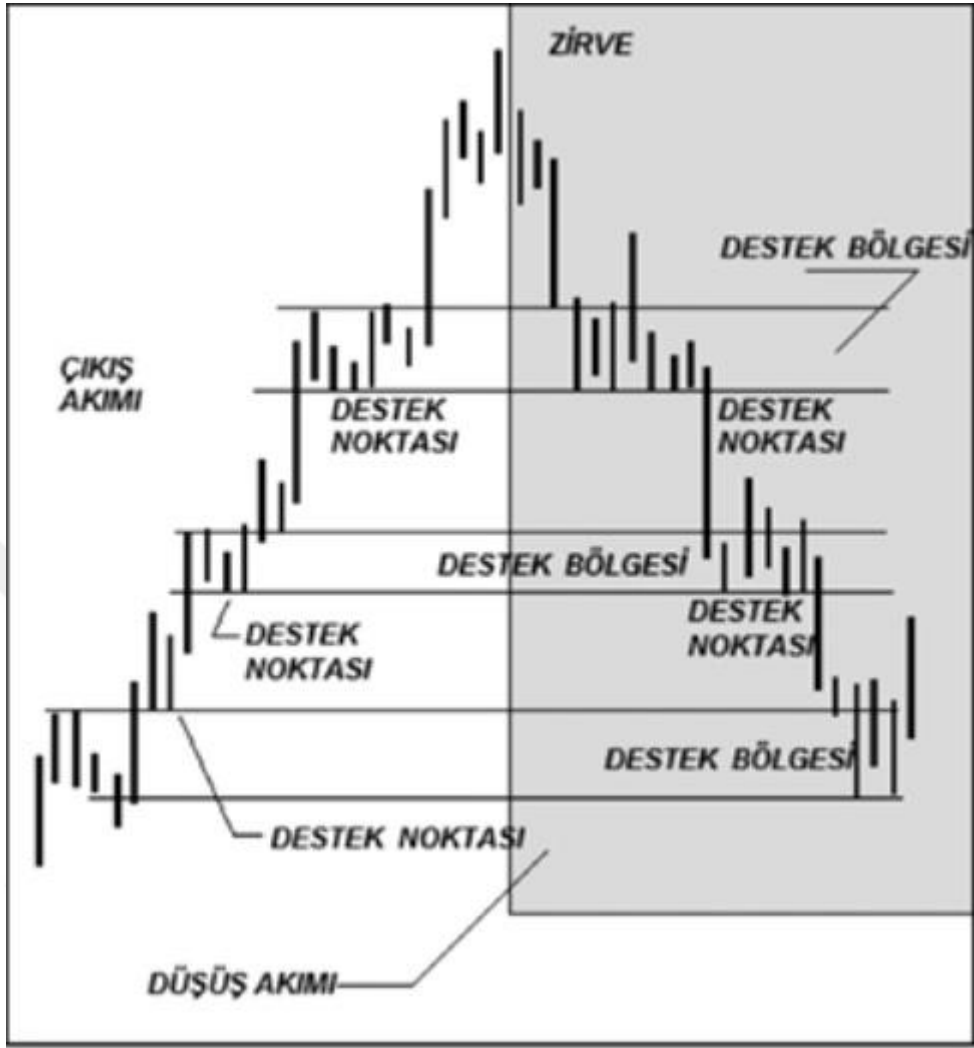 ZİRVE
DESTEK BÖLGESİ
ÇIKIŞ
AKIMI
DESTEK
NOKTASI
DESTEK
NOKTASI
DESTEK BÖLGESİ
DESTEK
NOKTASI
DESTEK
NOKTASI
DESTEK BÖLGESİ
DESTEK NOKTASI
DÜŞÜŞ AKIMI